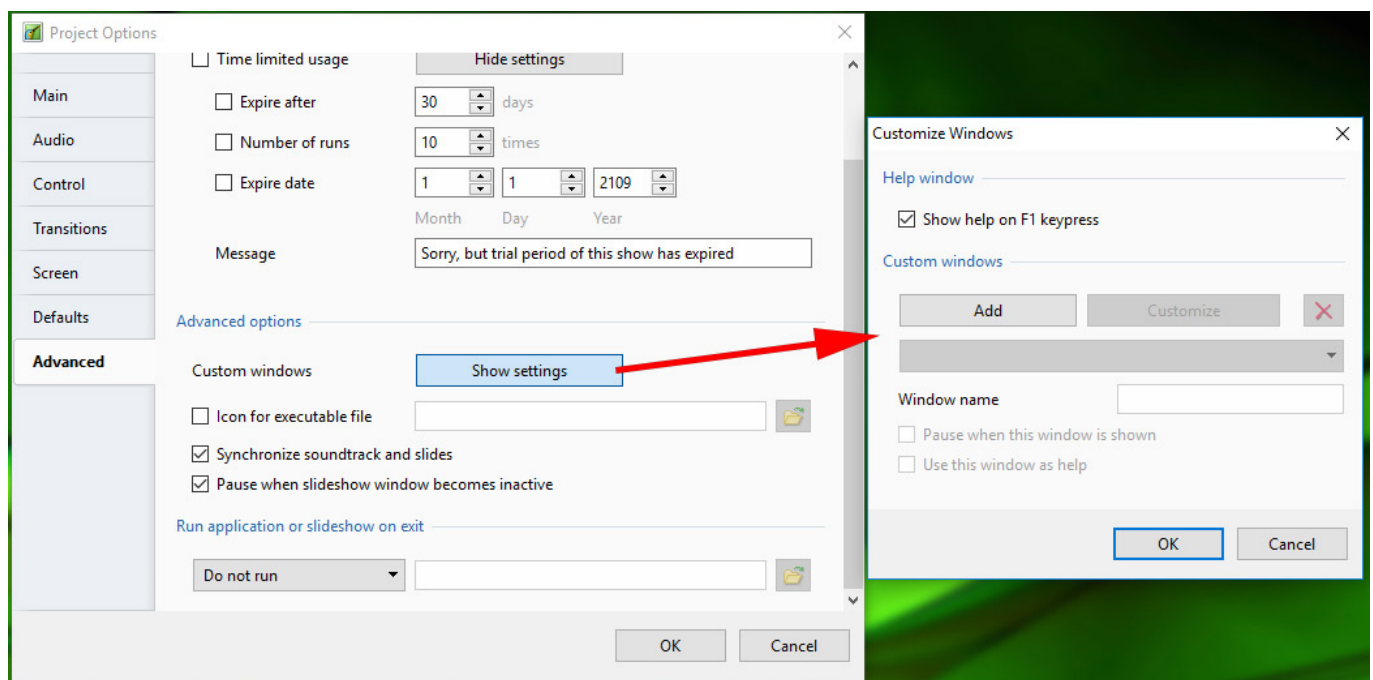 Project Options
Time limited usage
Hide settings
Main
Expire after
30
days
Audio
Number of runs
10
times
Control
Expire date
1
1
2109
Month
Day
Year
Transitions
Message
Sorry, but trial period of this show has expired
Screen
Defaults
Advanced options
Advanced
Custom windows
Show settings
Icon for executable file
Synchronize soundtrack and slides
Pause when slideshow window becomes inactive
Run application or slideshow on exit
Do not run
OK
Cancel
Customize Windows
Help window
Show help on F1 keypress
Custom windows
Add
Customize
Window name
Pause when this window is shown
Use this window as help
OK
Cancel